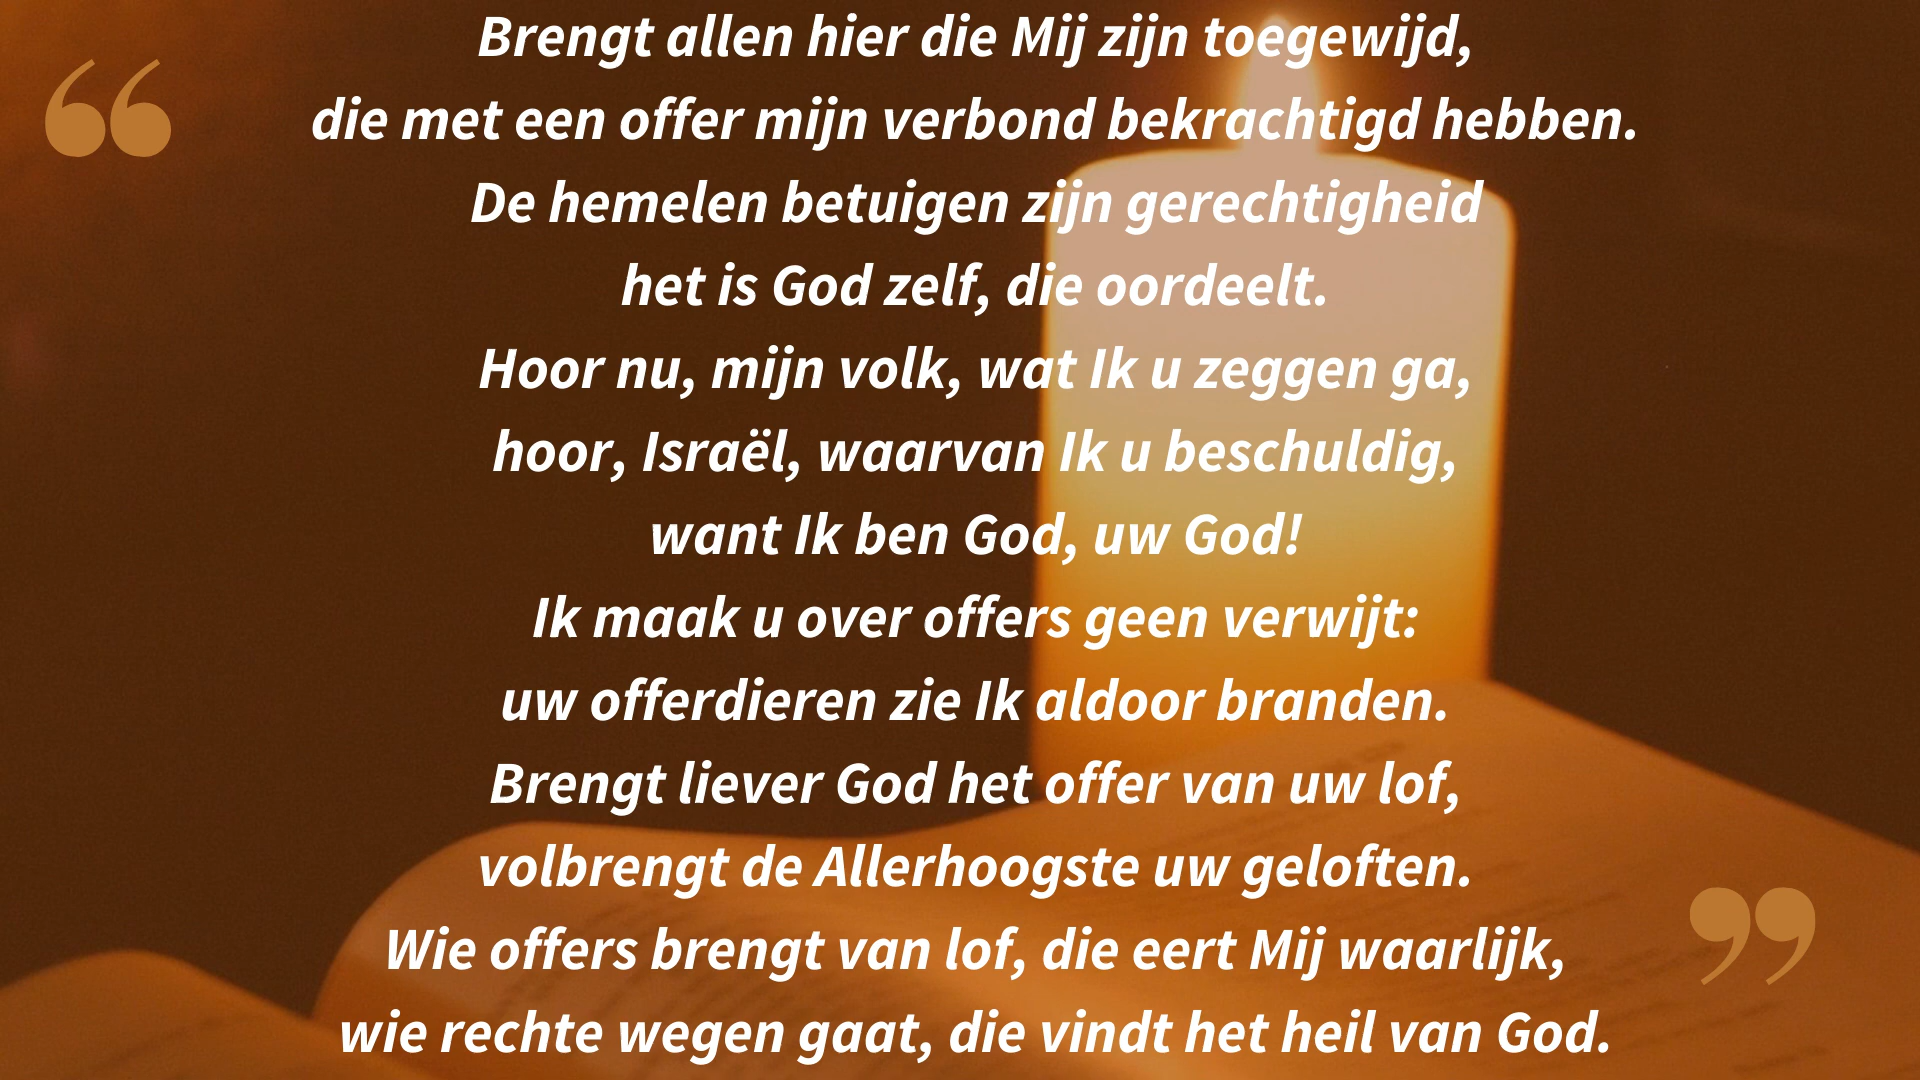 Brengt allen hier die Mij zijn toegewijd,
die met een offer mijn verbond bekrachtigd hebben.
De hemelen betuigen zijn gerechtigheid
het is God zelf, die oordeelt.
Hoor nu, mijn volk, wat Ik u zeggen ga,
hoor, Israël, waarvan Ik u beschuldig,
want Ik ben God, uw God!
Ik maak u over offers geen verwijt:
uw offerdieren zie Ik aldoor branden.
Brengt liever God het offer van uw lof,
volbrengt de Allerhoogste uw geloften.
Wie offers brengt van lof, die eert Mij waarlijk,
wie rechte wegen gaat, die vindt het heil van God.